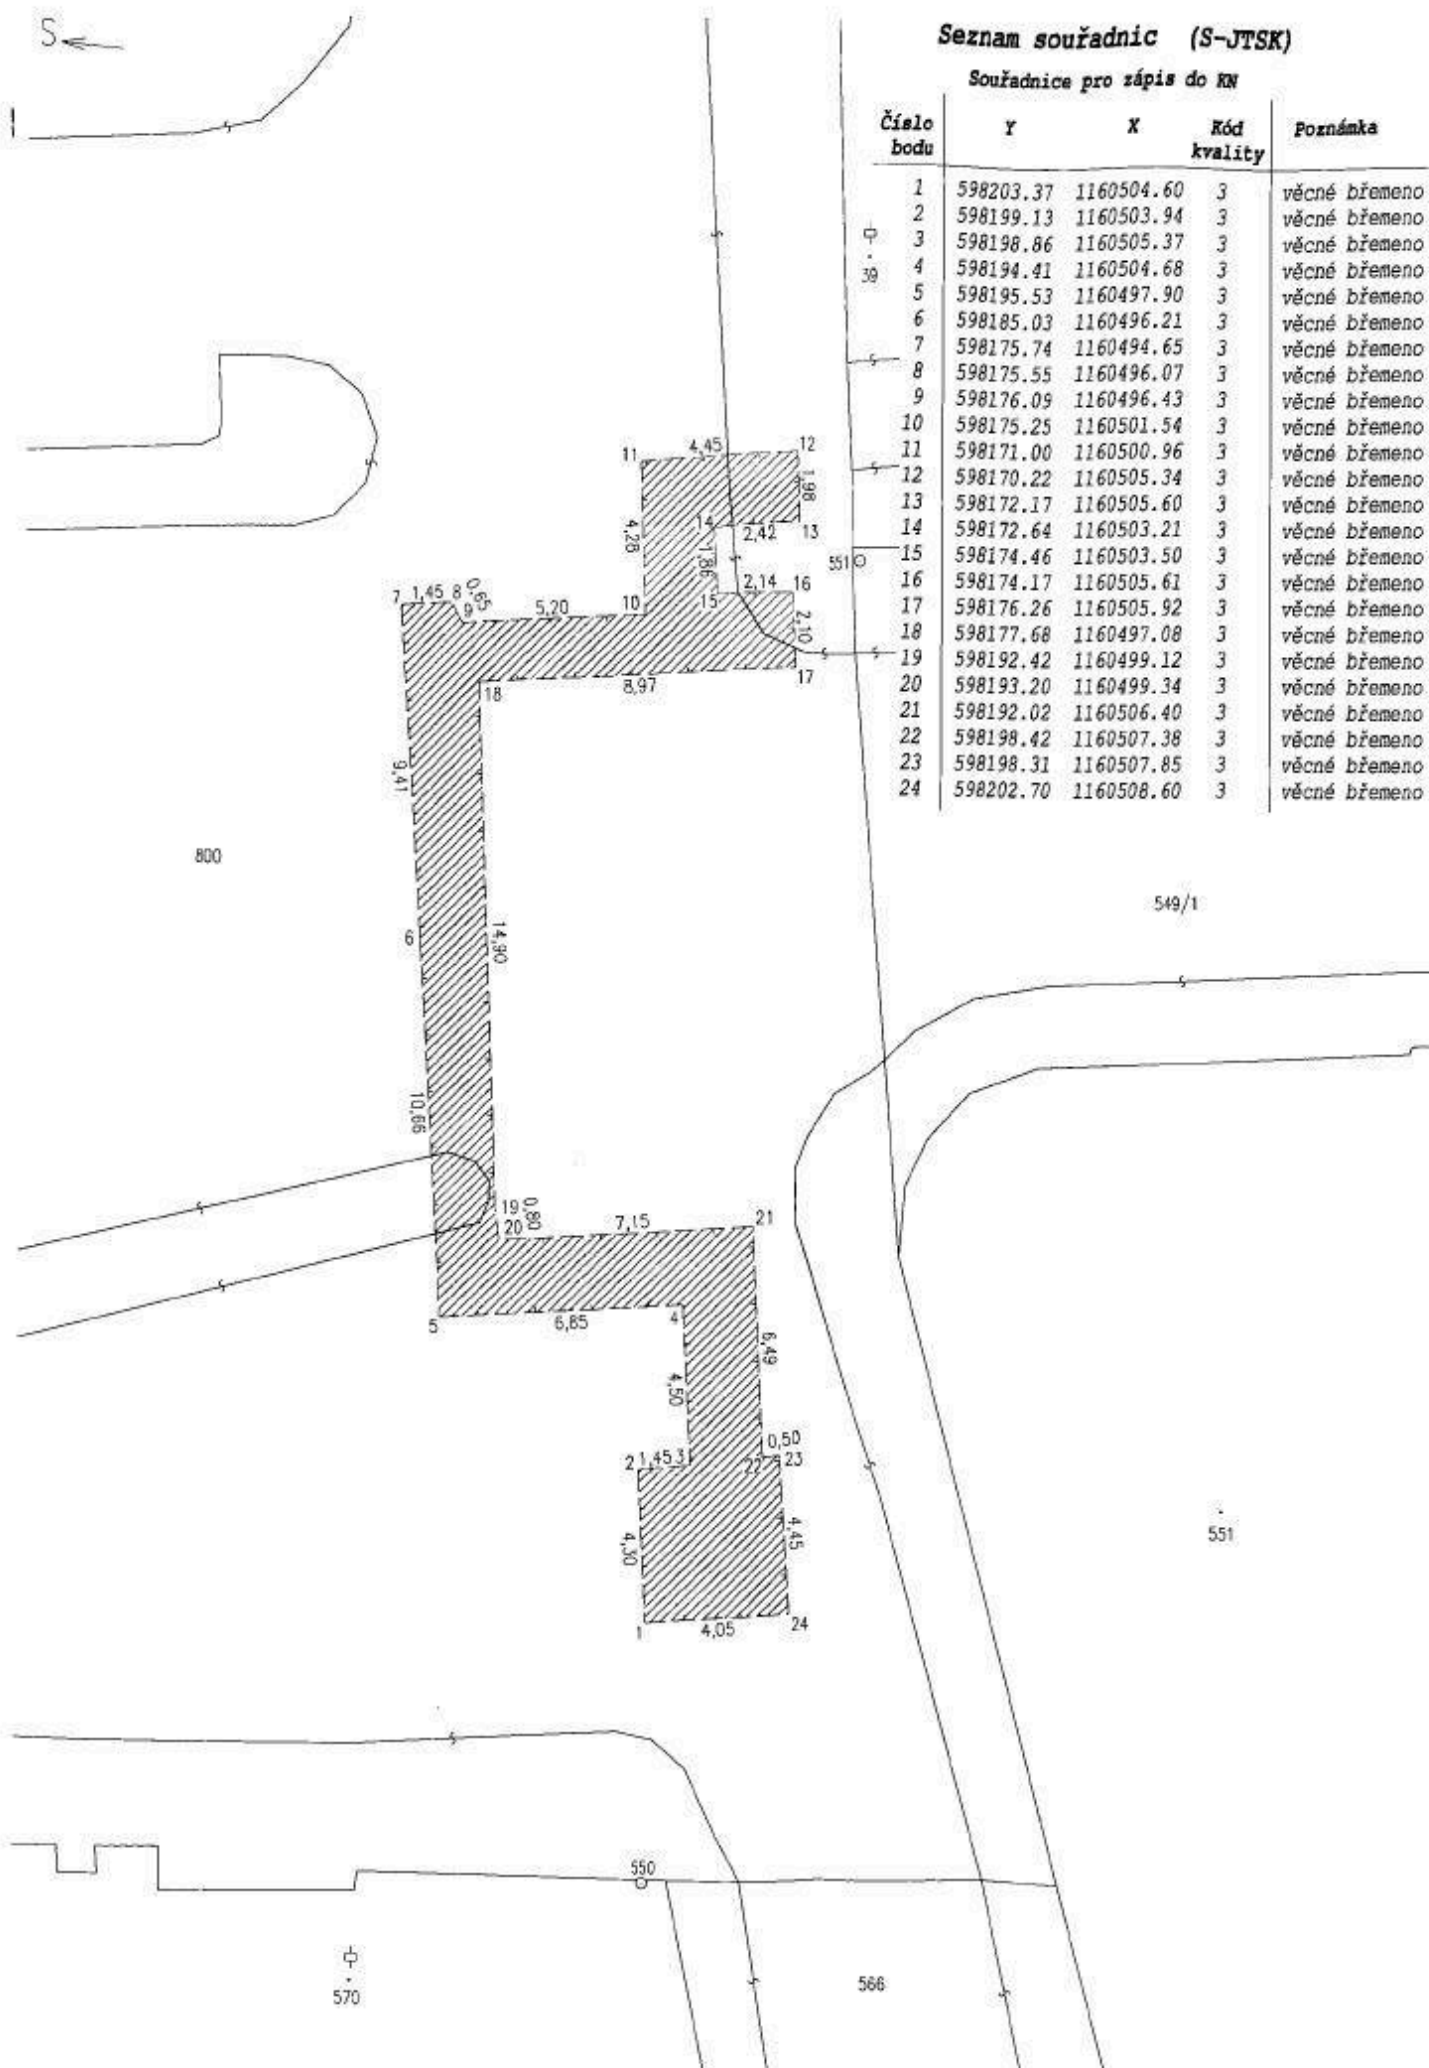 S
Seznam souřadnic (S-JTSK)
Souřadnice pro zápis do KN
Číslo bodu Y X Kód kvality Poznámka
1 598203.37 1160504.60 3 věcné břemeno
2 598199.13 1160503.94 3 věcné břemeno
3 598198.86 1160505.37 3 věcné břemeno
4 598194.41 1160504.68 3 věcné břemeno
5 598195.53 1160497.90 3 věcné břemeno
6 598185.03 1160496.21 3 věcné břemeno
7 598175.74 1160494.65 3 věcné břemeno
8 598175.55 1160496.07 3 věcné břemeno
9 598176.09 1160496.43 3 věcné břemeno
10 598175.25 1160501.54 3 věcné břemeno
11 598171.00 1160500.96 3 věcné břemeno
12 598170.22 1160505.34 3 věcné břemeno
13 598172.17 1160505.60 3 věcné břemeno
14 598172.64 1160503.21 3 věcné břemeno
15 598174.46 1160503.50 3 věcné břemeno
16 598174.17 1160505.61 3 věcné břemeno
17 598176.26 1160505.92 3 věcné břemeno
18 598177.68 1160497.08 3 věcné břemeno
19 598192.42 1160499.12 3 věcné břemeno
20 598193.20 1160499.34 3 věcné břemeno
21 598192.02 1160506.40 3 věcné břemeno
22 598198.42 1160507.38 3 věcné břemeno
23 598198.31 1160507.85 3 věcné břemeno
24 598202.70 1160508.60 3 věcné břemeno
39
11 4,45 12
1,98
4,28
14 2,42 13
1,86
551
7 1,45 8 0,65
9 5,20 10
15 2,14 16
2,10
18 8,97 17
9,41
800
6
14,90
549/1
10,66
19 0,80
20 7,15 21
5 6,85 4
6,49
4,50
2 1,45 3
22 0,50 23
4,30
4,45
551
1 4,05 24
550
570
566